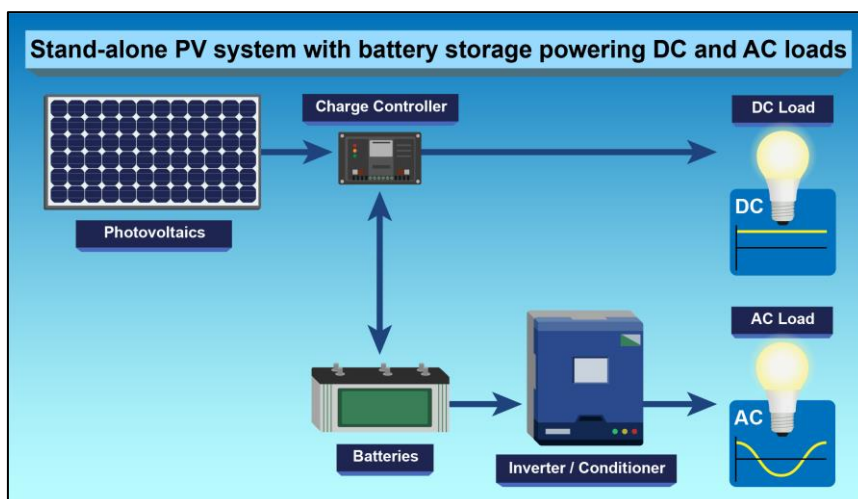 Stand-alone PV system with battery storage powering DC and AC loads
Charge Controller
DC Load
DC
Photovoltaics
AC Load
AC
Batteries
Inverter / Conditioner